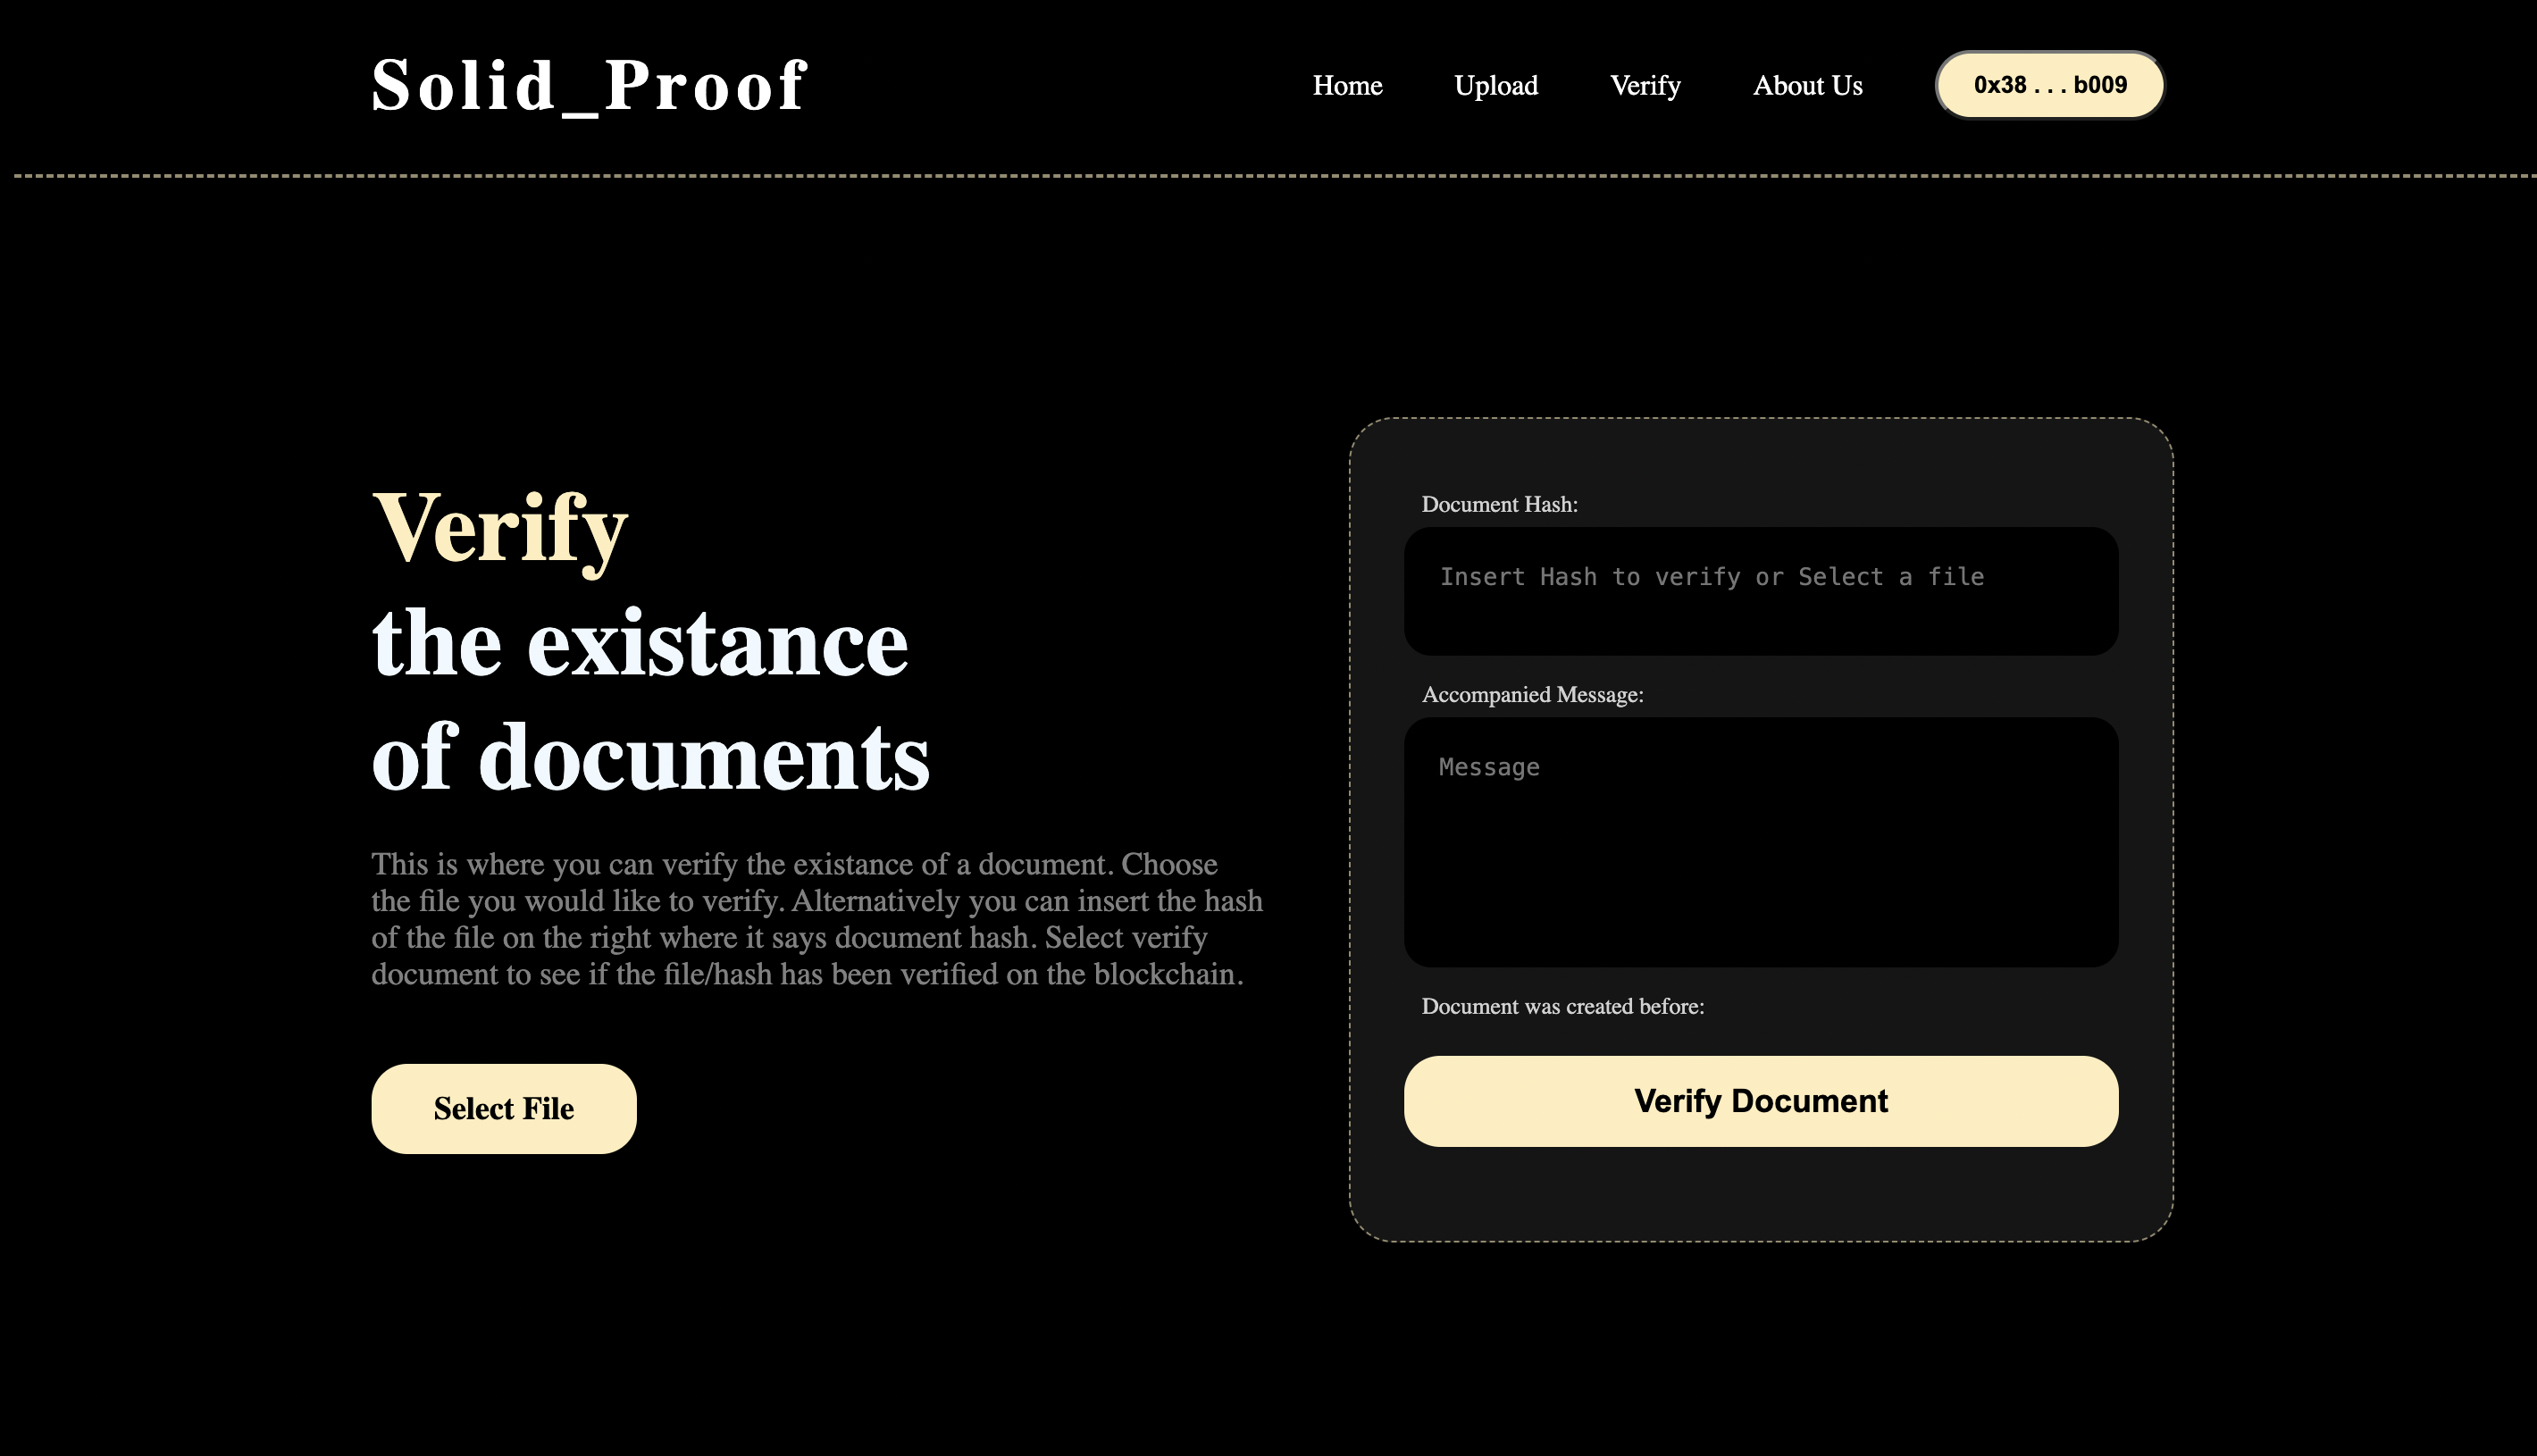 Solid_Proof
Home
Upload
Verify
About Us
0x38 . . . b009
Verify
the existance
of documents
This is where you can verify the existance of a document. Choose
the file you would like to verify. Alternatively you can insert the hash
of the file on the right where it says document hash. Select verify
document to see if the file/hash has been verified on the blockchain.
Select File
Document Hash:
Insert Hash to verify or Select a file
Accompanied Message:
Message
Document was created before:
Verify Document